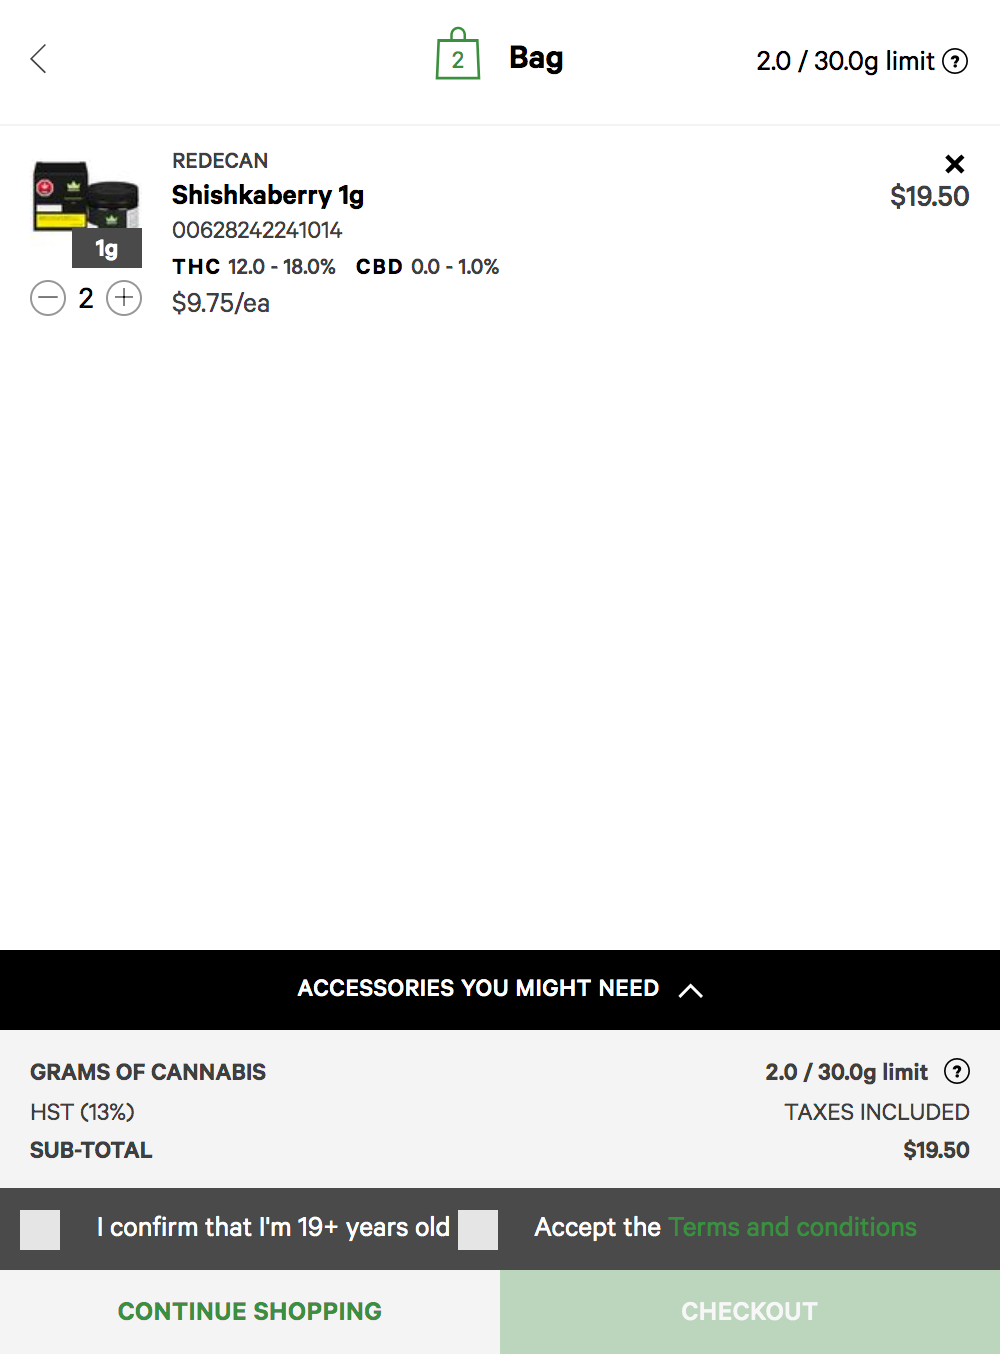 2
Bag
2.0 / 30.0g limit ?
REDECAN
Shishkaberry 1g
$19.50
00628242241014
1g
THC 12.0 - 18.0% CBD 0.0 - 1.0%
2
$9.75/ea
ACCESSORIES YOU MIGHT NEED
GRAMS OF CANNABIS 2.0 / 30.0g limit ?
HST (13%) TAXES INCLUDED
SUB-TOTAL $19.50
I confirm that I'm 19+ years old Accept the Terms and conditions
CONTINUE SHOPPING CHECKOUT